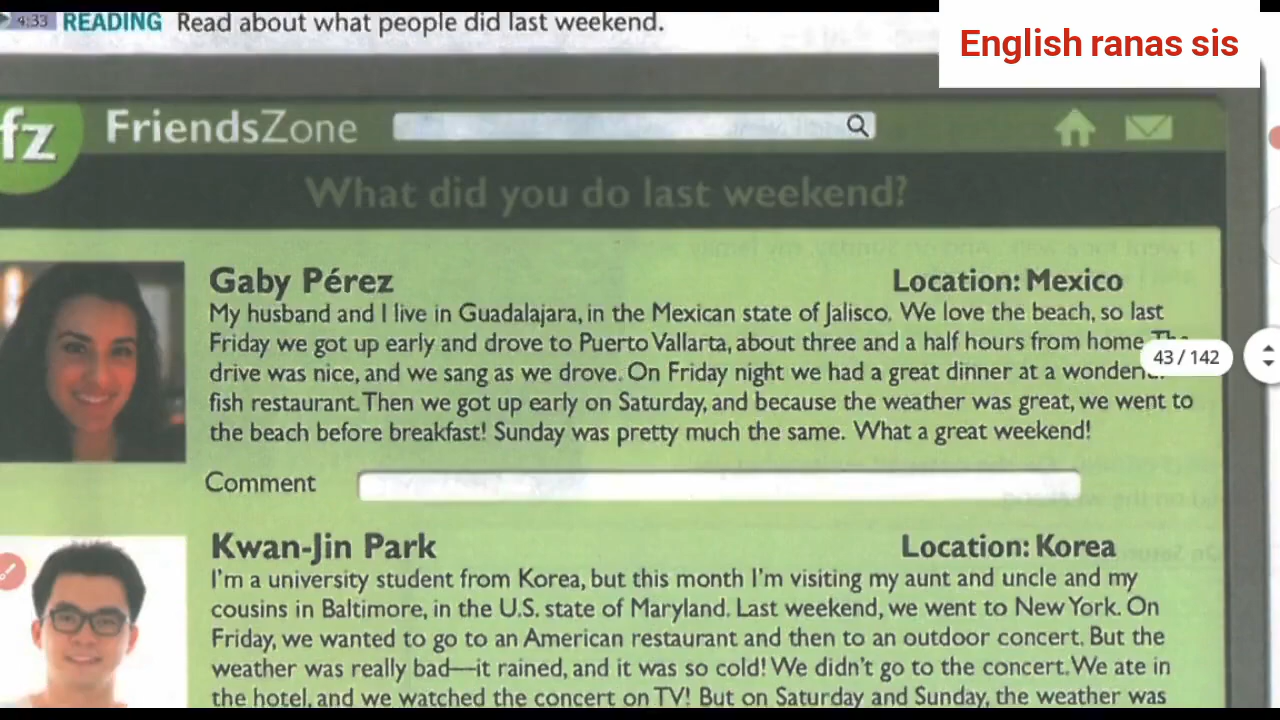 4:33 READING Read about what people did last weekend.
English ranas sis
fz FriendsZone
What did you do last weekend?
Gaby Pérez Location: Mexico
My husband and I live in Guadalajara, in the Mexican state of Jalisco. We love the beach, so last
Friday we got up early and drove to Puerto Vallarta, about three and a half hours from home. The
43 / 142
drive was nice, and we sang as we drove. On Friday night we had a great dinner at a
fish restaurant. Then we got up early on Saturday, and because the weather was great, we went to
the beach before breakfast! Sunday was pretty much the same. What a great weekend!
Comment
Kwan-Jin Park Location: Korea
I'm a university student from Korea, but this month I'm visiting my aunt and uncle and my
cousins in Baltimore, in the U.S. state of Maryland. Last weekend, we went to New York. On
Friday, we wanted to go to an American restaurant and then to an outdoor concert. But the
weather was really bad—it rained, and it was so cold! We didn't go to the concert. We ate in
the hotel, and we watched the concert on TV! But on Saturday and Sunday, the weather was